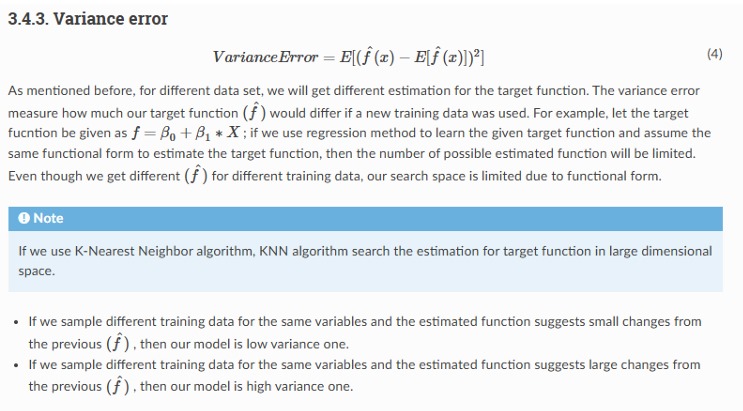 3.4.3. Variance error
VarianceError = E[(f̂(x) − E[f̂(x)])²] (4)
As mentioned before, for different data set, we will get different estimation for the target function. The variance error
measure how much our target function (f̂) would differ if a new training data was used. For example, let the target
fucntion be given as f = β₀ + β₁ * X; if we use regression method to learn the given target function and assume the
same functional form to estimate the target function, then the number of possible estimated function will be limited.
Even though we get different (f̂) for different training data, our search space is limited due to functional form.
Note
If we use K-Nearest Neighbor algorithm, KNN algorithm search the estimation for target function in large dimensional
space.
• If we sample different training data for the same variables and the estimated function suggests small changes from
the previous (f̂), then our model is low variance one.
• If we sample different training data for the same variables and the estimated function suggests large changes from
the previous (f̂), then our model is high variance one.